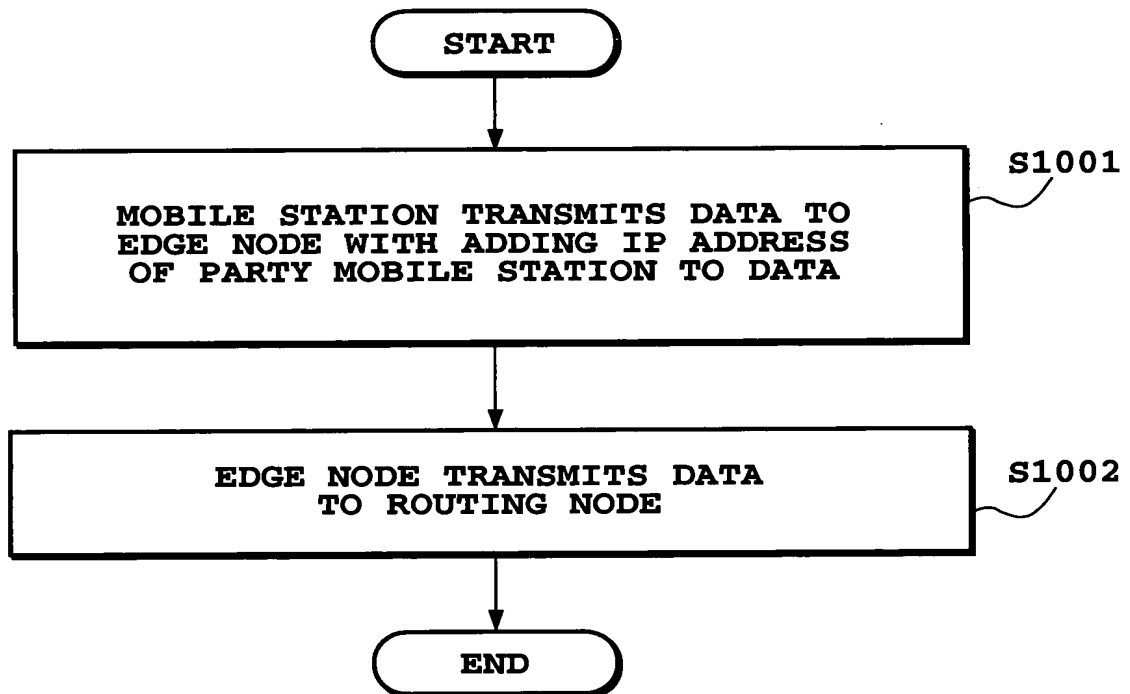 START
S1001
MOBILE STATION TRANSMITS DATA TO
EDGE NODE WITH ADDING IP ADDRESS
OF PARTY MOBILE STATION TO DATA
S1002
EDGE NODE TRANSMITS DATA
TO ROUTING NODE
END